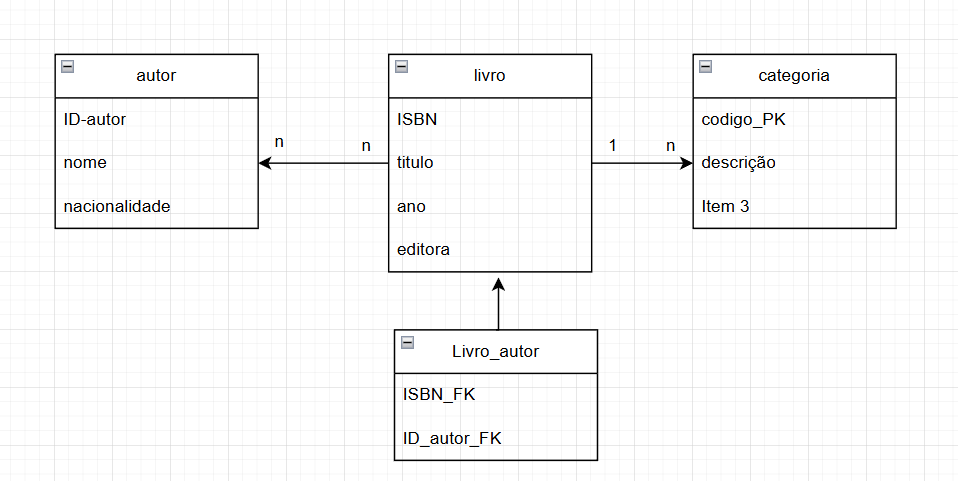 autor
ID-autor
nome
nacionalidade
n
n
livro
ISBN
titulo
ano
editora
1
n
categoria
codigo_PK
descrição
Item 3
Livro_autor
ISBN_FK
ID_autor_FK